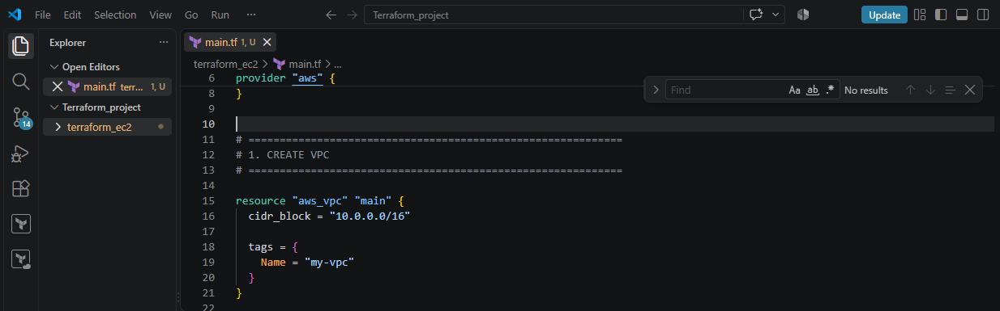 File Edit Selection View Go Run ··· Terraform_project Update
Explorer ···
Open Editors
main.tf terr... 1, U
Terraform_project
terraform_ec2
14
main.tf 1, U
terraform_ec2 > main.tf > ...
Find Aa ab .* No results
6 provider "aws" {
8 }
9
10
11 # ============================================================
12 # 1. CREATE VPC
13 # ============================================================
14
15 resource "aws_vpc" "main" {
16 cidr_block = "10.0.0.0/16"
17
18 tags = {
19 Name = "my-vpc"
20 }
21 }
22